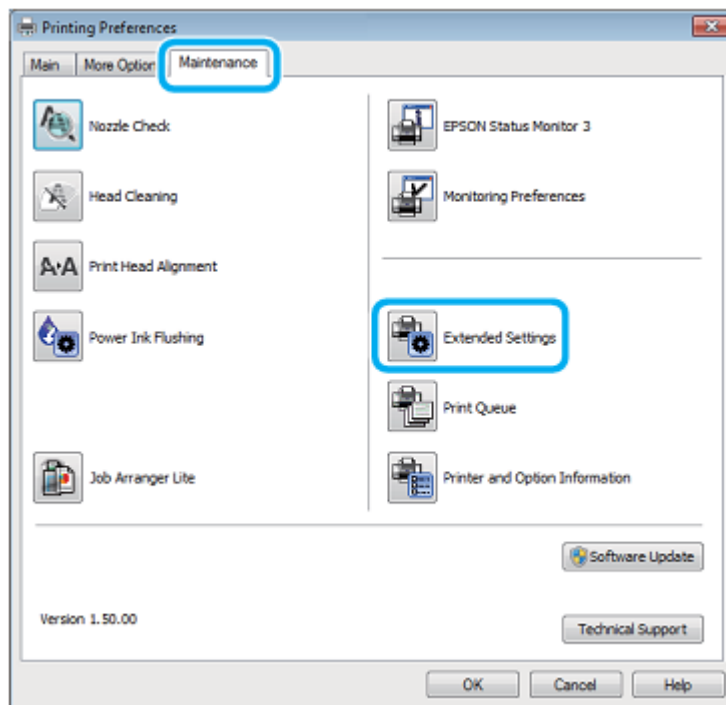 Printing Preferences
Main
More Option
Maintenance
Nozzle Check
Head Cleaning
A A Print Head Alignment
Power Ink Flushing
Job Arranger Lite
EPSON Status Monitor 3
Monitoring Preferences
Extended Settings
Print Queue
Printer and Option Information
Software Update
Version 1.50.00
Technical Support
OK
Cancel
Help